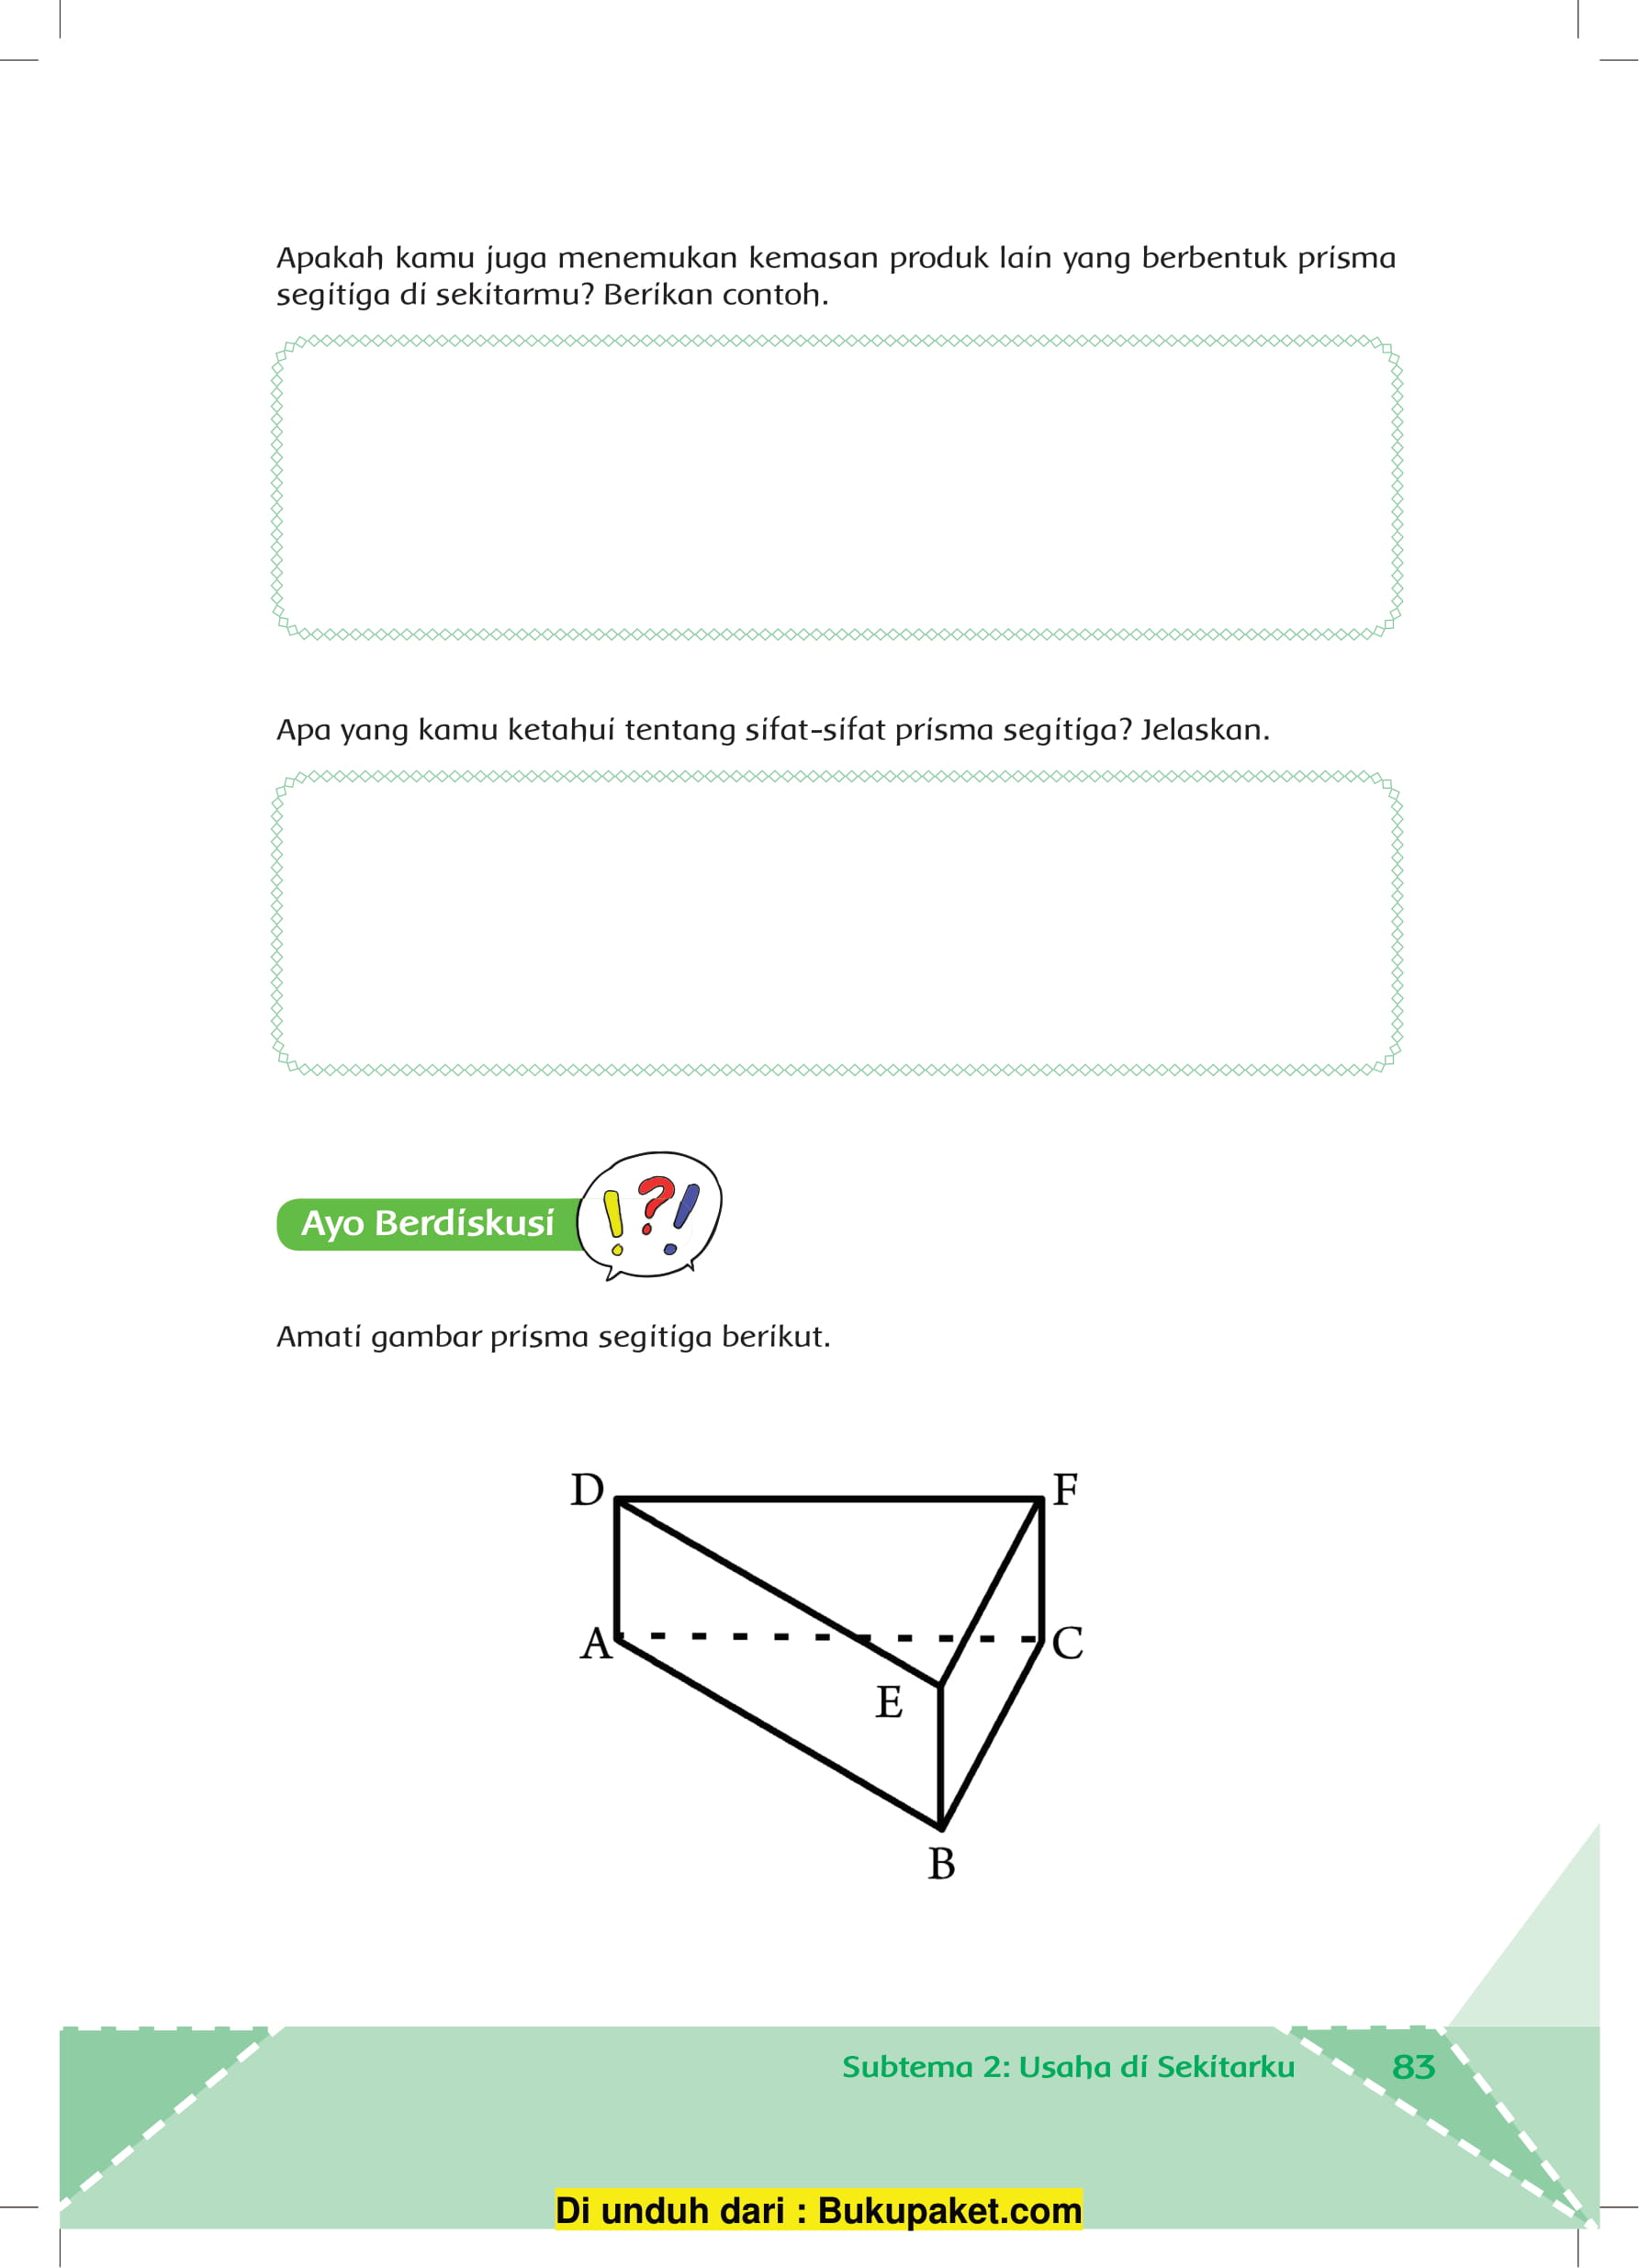 Apakah kamu juga menemukan kemasan produk lain yang berbentuk prisma
segitiga di sekitarmu? Berikan contoh.
Apa yang kamu ketahui tentang sifat-sifat prisma segitiga? Jelaskan.
Ayo Berdiskusi
Amati gambar prisma segitiga berikut.
D F
A C
E
B
Subtema 2: Usaha di Sekitarku 83
Di unduh dari : Bukupaket.com